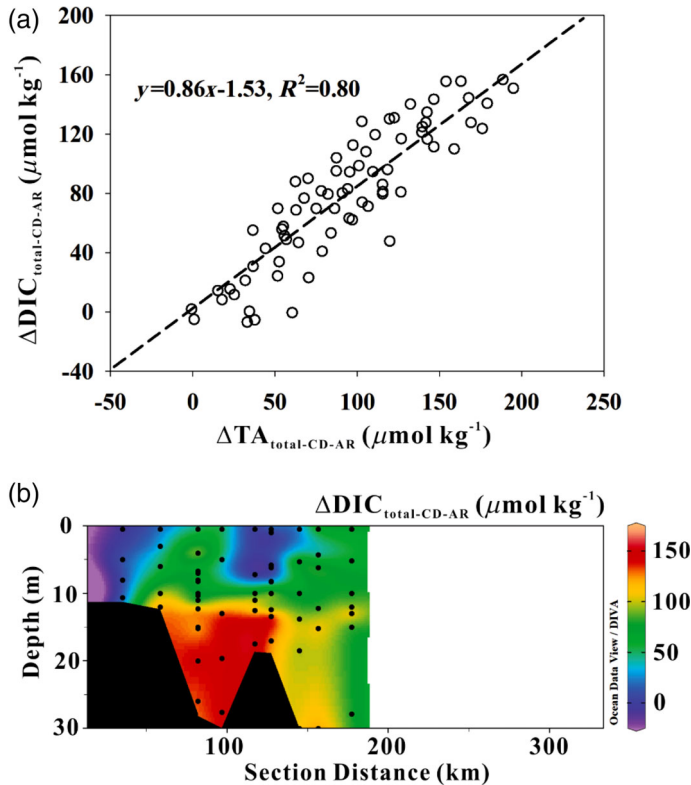 (a)
200
160
120
80
40
0
-40
y=0.86x-1.53, R²=0.80
ΔDIC total-CD-AR (μmol kg⁻¹)
-50 0 50 100 150 200 250
ΔTA total-CD-AR (μmol kg⁻¹)
(b)
ΔDIC total-CD-AR (μmol kg⁻¹)
0
10
20
30
Depth (m)
100 200 300
Section Distance (km)
Ocean Data View / DIVA
150
100
50
0